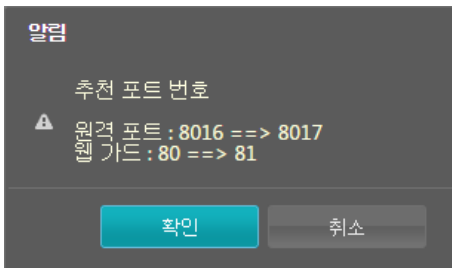 알림
추천 포트 번호
원격 포트 : 8016 ==> 8017
웹 가드 : 80 ==> 81
확인
취소